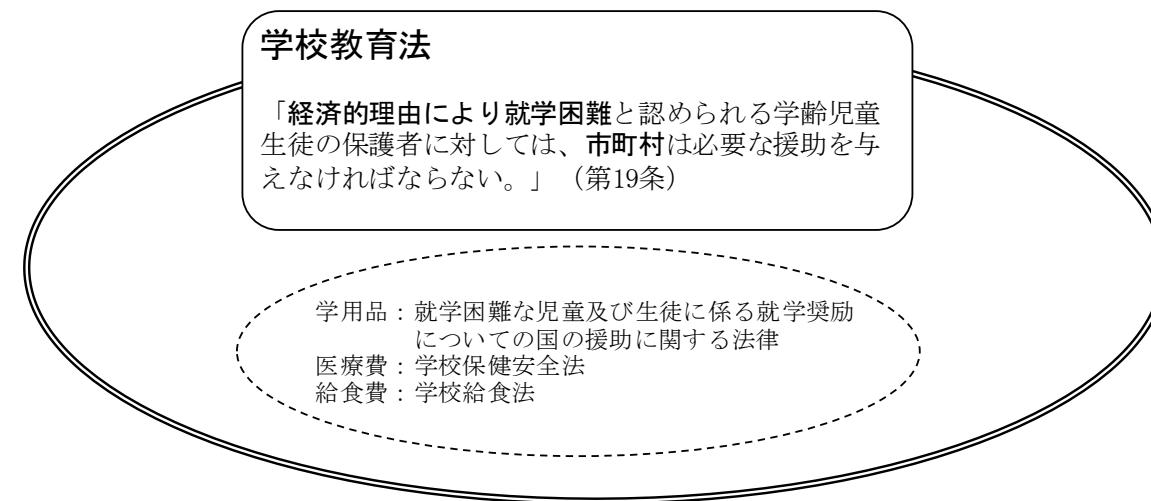 学校教育法
「経済的理由により就学困難と認められる学齢児童
生徒の保護者に対しては、市町村は必要な援助を与
えなければならない。」（第19条）
学用品：就学困難な児童及び生徒に係る就学奨励
についての国の援助に関する法律
医療費：学校保健安全法
給食費：学校給食法